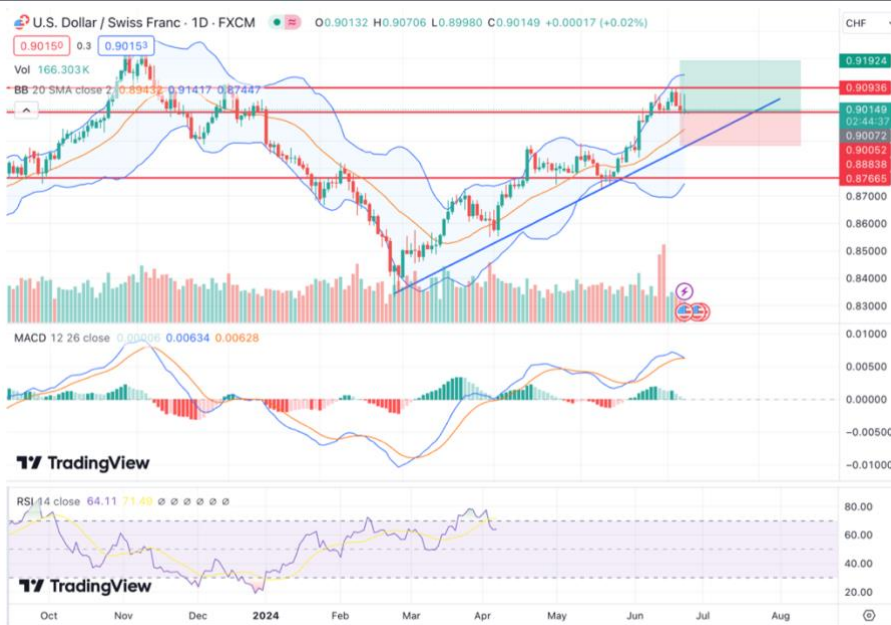 U.S. Dollar / Swiss Franc · 1D · FXCM O0.90132 H0.90706 L0.89980 C0.90149 +0.00017 (+0.02%)
CHF
0.90150 0.3 0.90153
Vol 166.303K
BB 20 SMA close 2 0.89432 0.91417 0.87447
0.91924
0.90936
0.90149
02:44:37
0.90072
0.90052
0.88838
0.87665
0.87000
0.86000
0.85000
0.84000
0.83000
MACD 12 26 close 0.00006 0.00634 0.00628
0.01000
0.00500
0.00000
−0.00500
−0.01000
TradingView
RSI 14 close 64.11 71.49 ∅ ∅ ∅ ∅ ∅ ∅
80.00
60.00
40.00
20.00
TradingView
Oct Nov Dec 2024 Feb Mar Apr May Jun Jul Aug